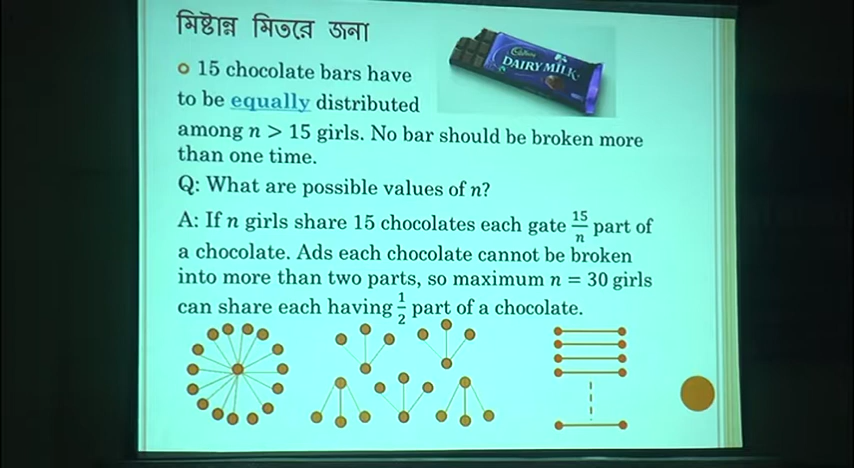 মিষ্টান্ন মিতরে জনা
Cadbury
DAIRY MILK
15 chocolate bars have
to be equally distributed
among n > 15 girls. No bar should be broken more
than one time.
Q: What are possible values of n?
A: If n girls share 15 chocolates each gate 15/n part of
a chocolate. Ads each chocolate cannot be broken
into more than two parts, so maximum n = 30 girls
can share each having 1/2 part of a chocolate.